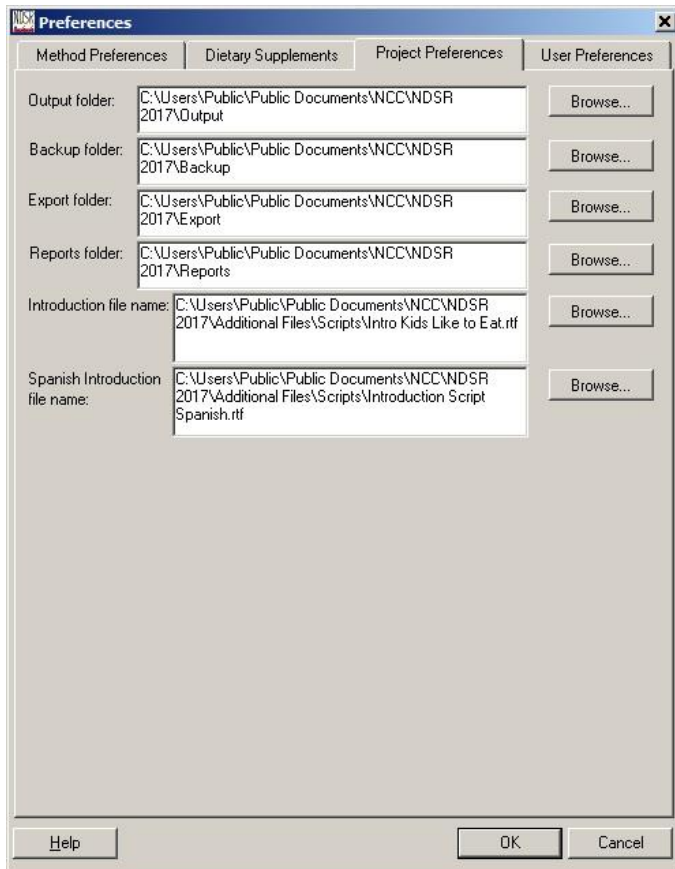 Preferences
Method Preferences Dietary Supplements Project Preferences User Preferences
Output folder: C:\Users\Public\Public Documents\NCC\NDSR Browse...
2017\Output
Backup folder: C:\Users\Public\Public Documents\NCC\NDSR Browse...
2017\Backup
Export folder: C:\Users\Public\Public Documents\NCC\NDSR Browse...
2017\Export
Reports folder: C:\Users\Public\Public Documents\NCC\NDSR Browse...
2017\Reports
Introduction file name: C:\Users\Public\Public Documents\NCC\NDSR Browse...
2017\Additional Files\Scripts\Intro Kids Like to Eat.rtf
Spanish Introduction C:\Users\Public\Public Documents\NCC\NDSR Browse...
file name: 2017\Additional Files\Scripts\Introduction Script
Spanish.rtf
Help OK Cancel